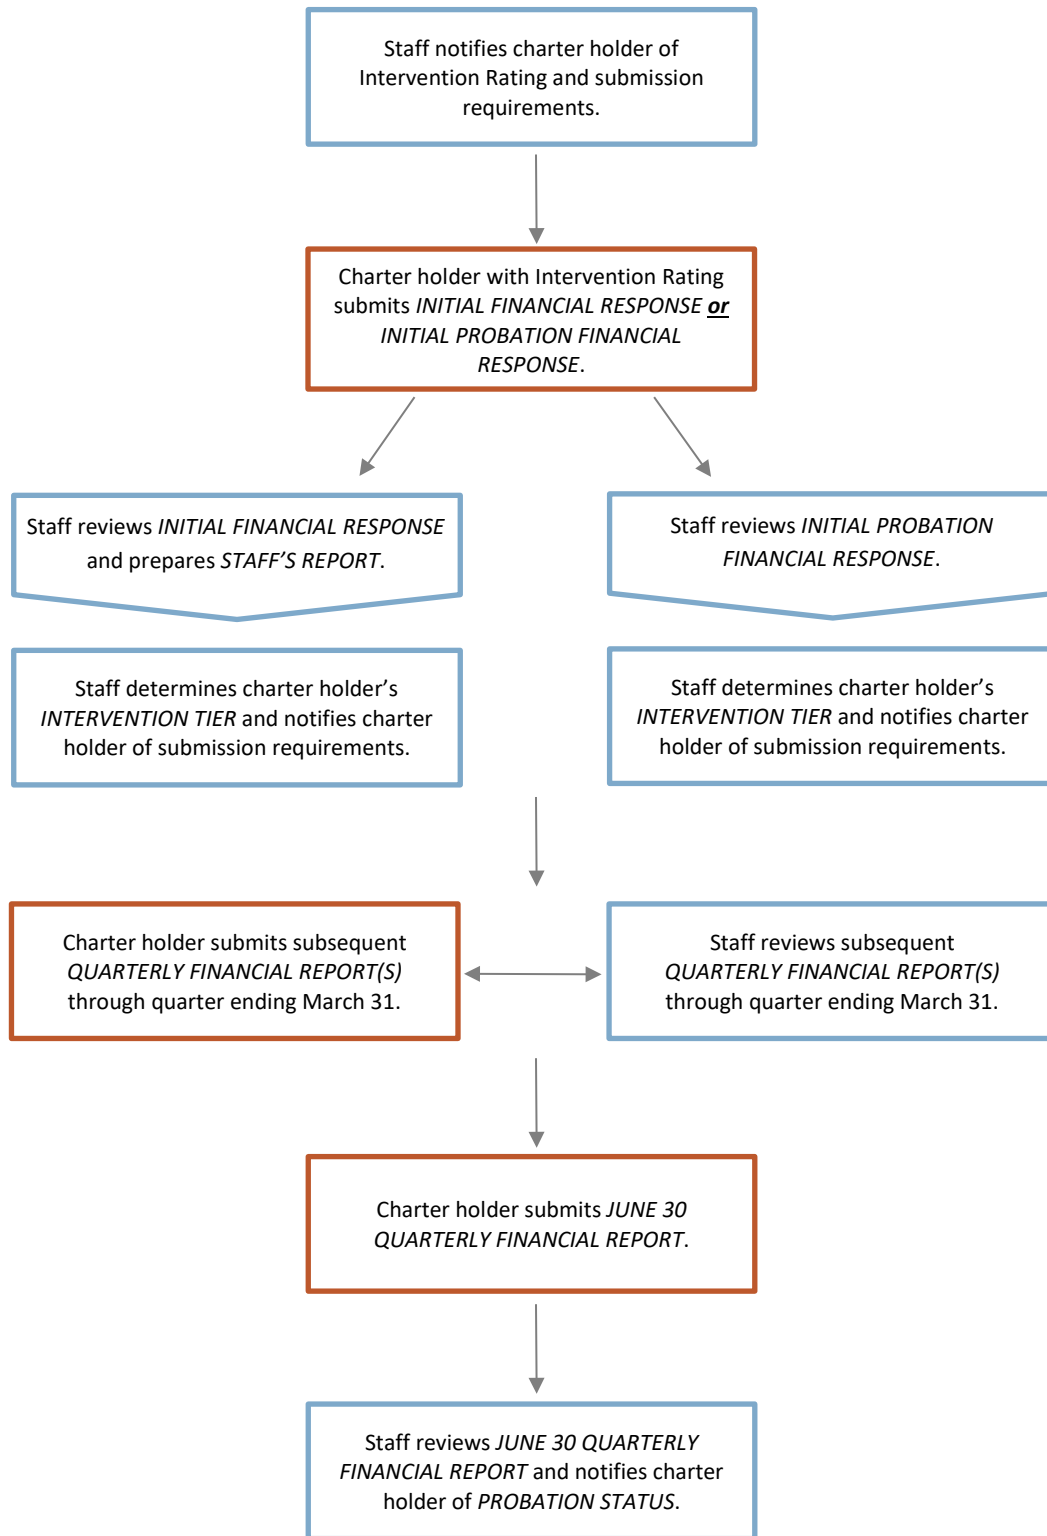 Staff notifies charter holder of
Intervention Rating and submission
requirements.
Charter holder with Intervention Rating
submits INITIAL FINANCIAL RESPONSE or
INITIAL PROBATION FINANCIAL
RESPONSE.
Staff reviews INITIAL FINANCIAL RESPONSE
and prepares STAFF’S REPORT.
Staff reviews INITIAL PROBATION
FINANCIAL RESPONSE.
Staff determines charter holder’s
INTERVENTION TIER and notifies charter
holder of submission requirements.
Staff determines charter holder’s
INTERVENTION TIER and notifies charter
holder of submission requirements.
Charter holder submits subsequent
QUARTERLY FINANCIAL REPORT(S)
through quarter ending March 31.
Staff reviews subsequent
QUARTERLY FINANCIAL REPORT(S)
through quarter ending March 31.
Charter holder submits JUNE 30
QUARTERLY FINANCIAL REPORT.
Staff reviews JUNE 30 QUARTERLY
FINANCIAL REPORT and notifies charter
holder of PROBATION STATUS.